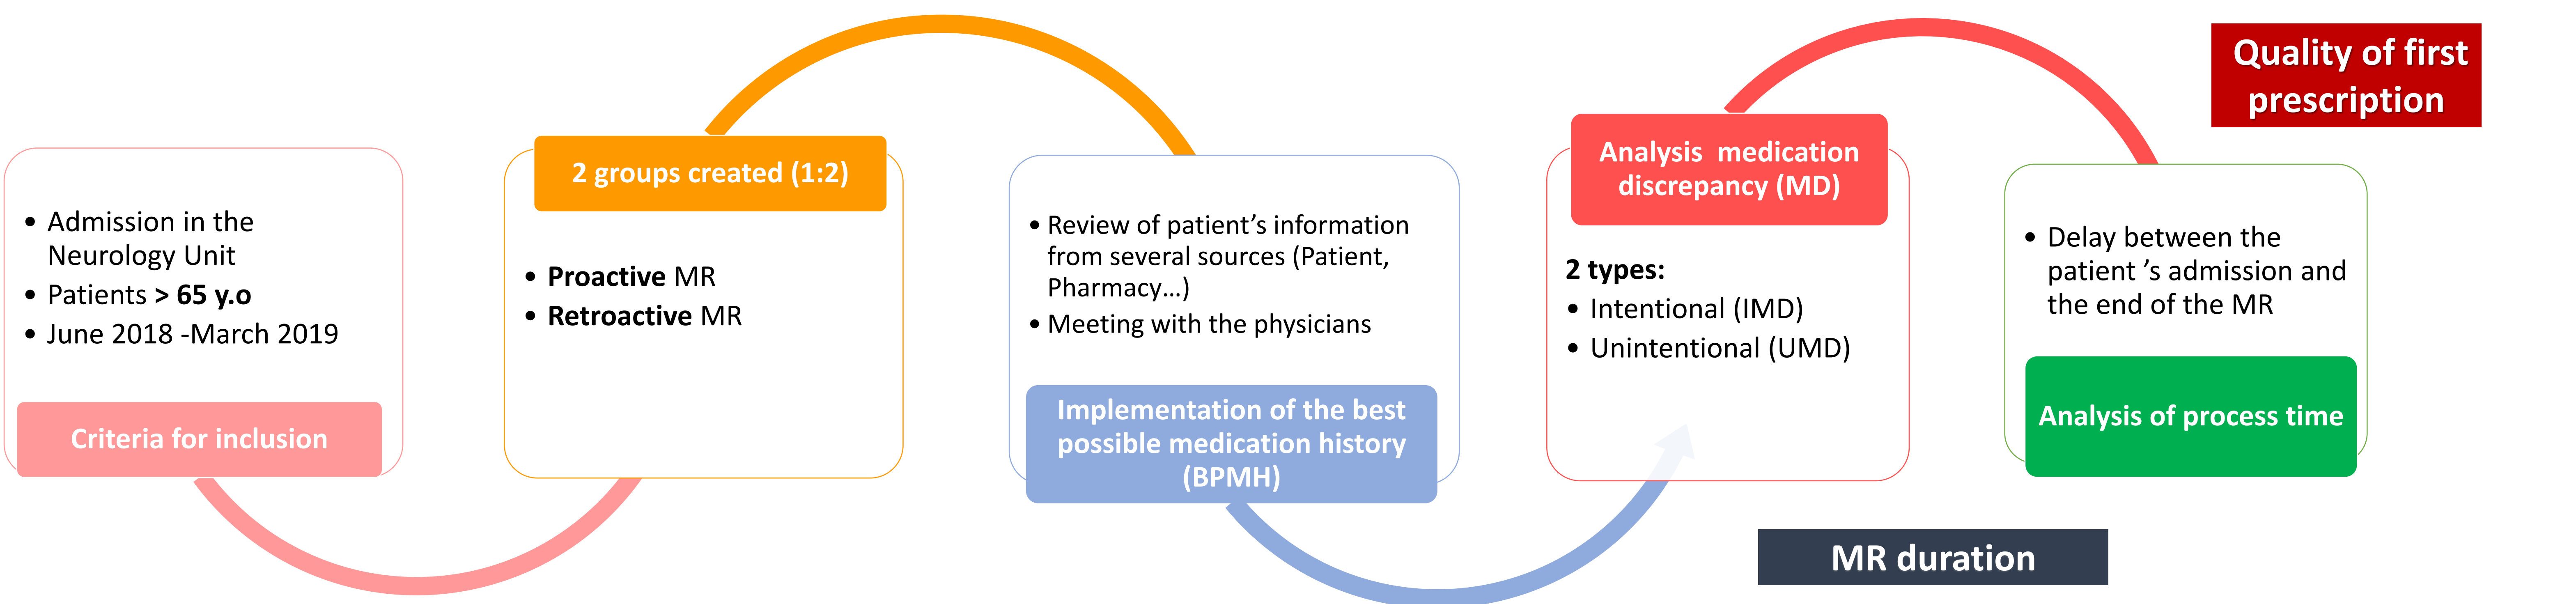 • Admission in the
Neurology Unit
• Patients > 65 y.o
• June 2018 -March 2019
Criteria for inclusion
2 groups created (1:2)
• Proactive MR
• Retroactive MR
• Review of patient’s information
from several sources (Patient,
Pharmacy...)
• Meeting with the physicians
Implementation of the best
possible medication history
(BPMH)
Analysis medication
discrepancy (MD)
2 types:
• Intentional (IMD)
• Unintentional (UMD)
• Delay between the
patient ’s admission and
the end of the MR
Analysis of process time
Quality of first
prescription
MR duration